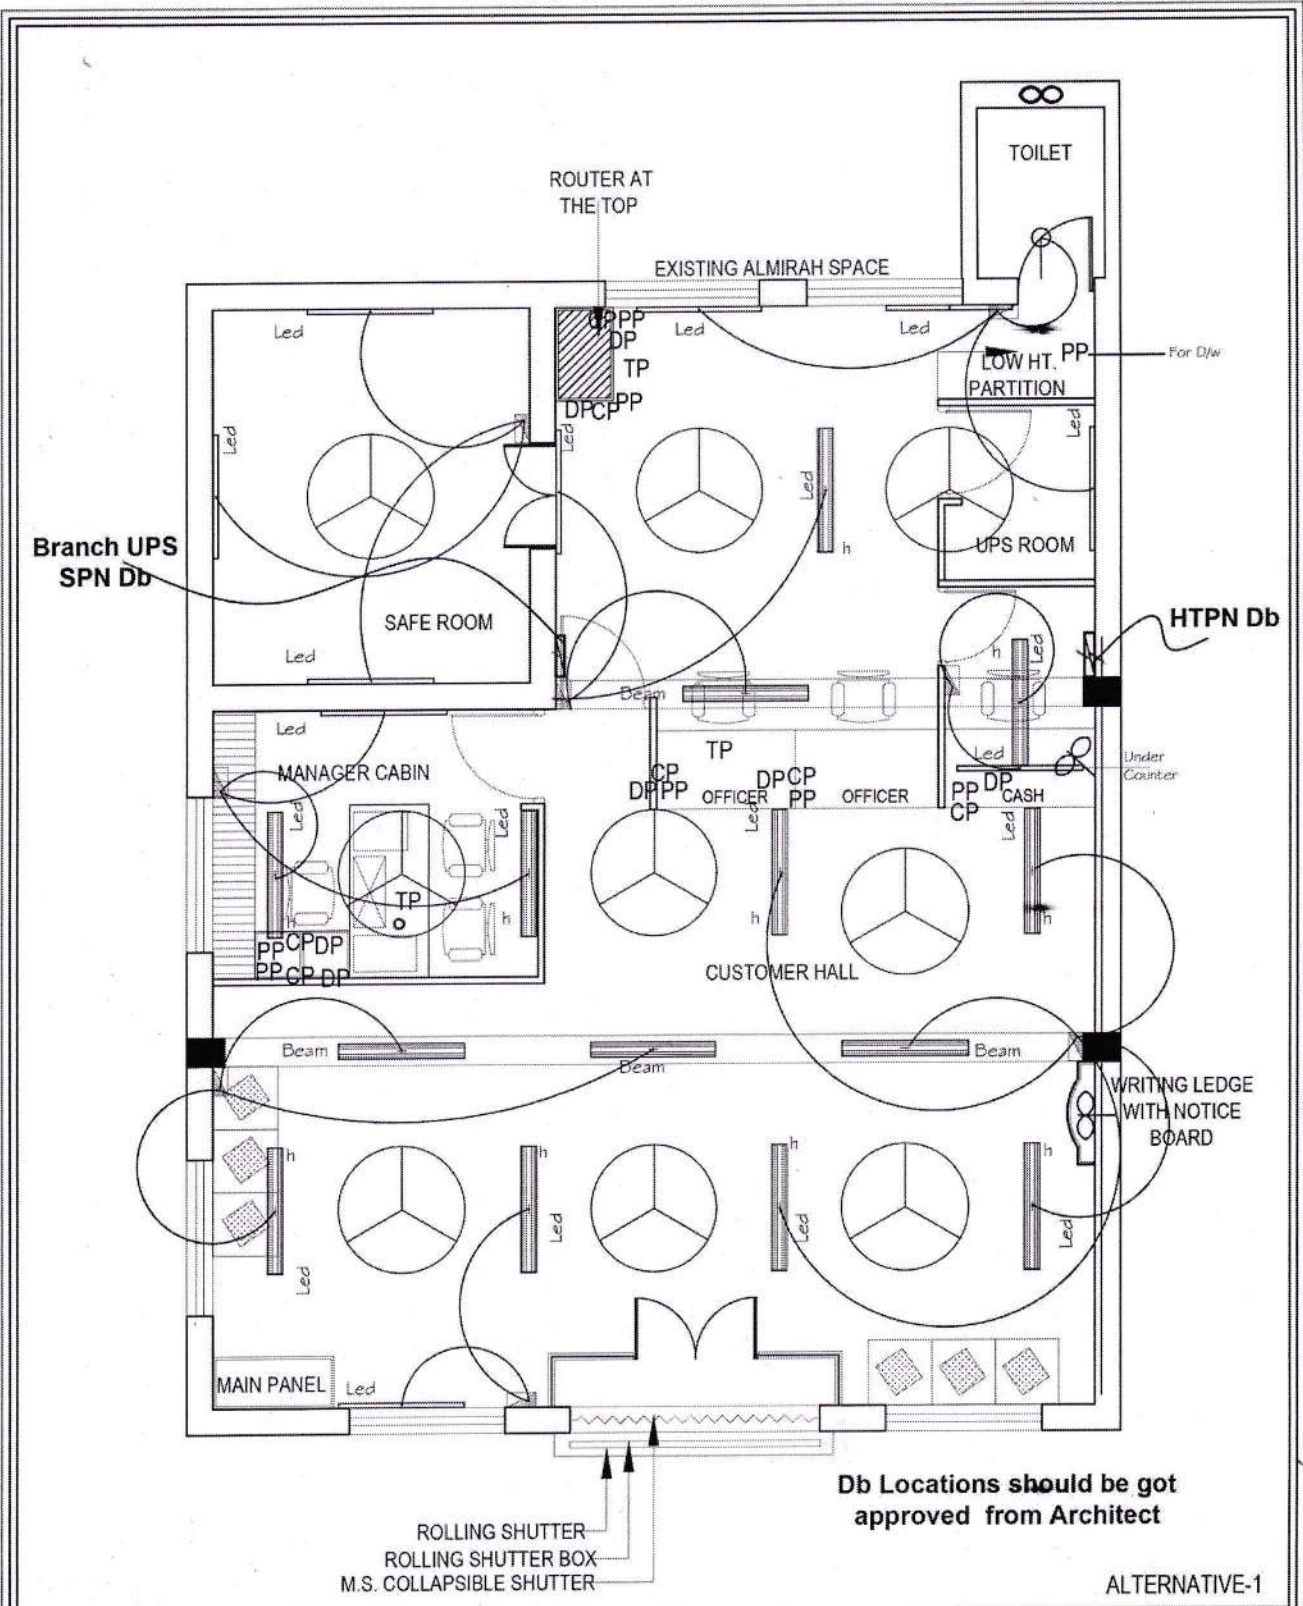 TOILET
ROUTER AT
THE TOP
EXISTING ALMIRAH SPACE
Led
Led
Led
CP PP
DP
TP
PP
DP CP
LOW HT.
PARTITION
PP
For D/w
Led
Led
Led
Led
h
UPS ROOM
Branch UPS
SPN Db
SAFE ROOM
Led
HTPN Db
h
Led
Beam
Led
MANAGER CABIN
TP
CP
DP PP
DP CP
PP
OFFICER
OFFICER
Led
DP
PP
CP
CASH
Under
Counter
Led
Led
Led
Led
TP
h
h
h
h
PP CP DP
PP CP DP
CUSTOMER HALL
Beam
Beam
Beam
WRITING LEDGE
WITH NOTICE
BOARD
h
h
h
h
Led
Led
Led
Led
MAIN PANEL
Led
Db Locations should be got
approved from Architect
ROLLING SHUTTER
ROLLING SHUTTER BOX
M.S. COLLAPSIBLE SHUTTER
ALTERNATIVE-1